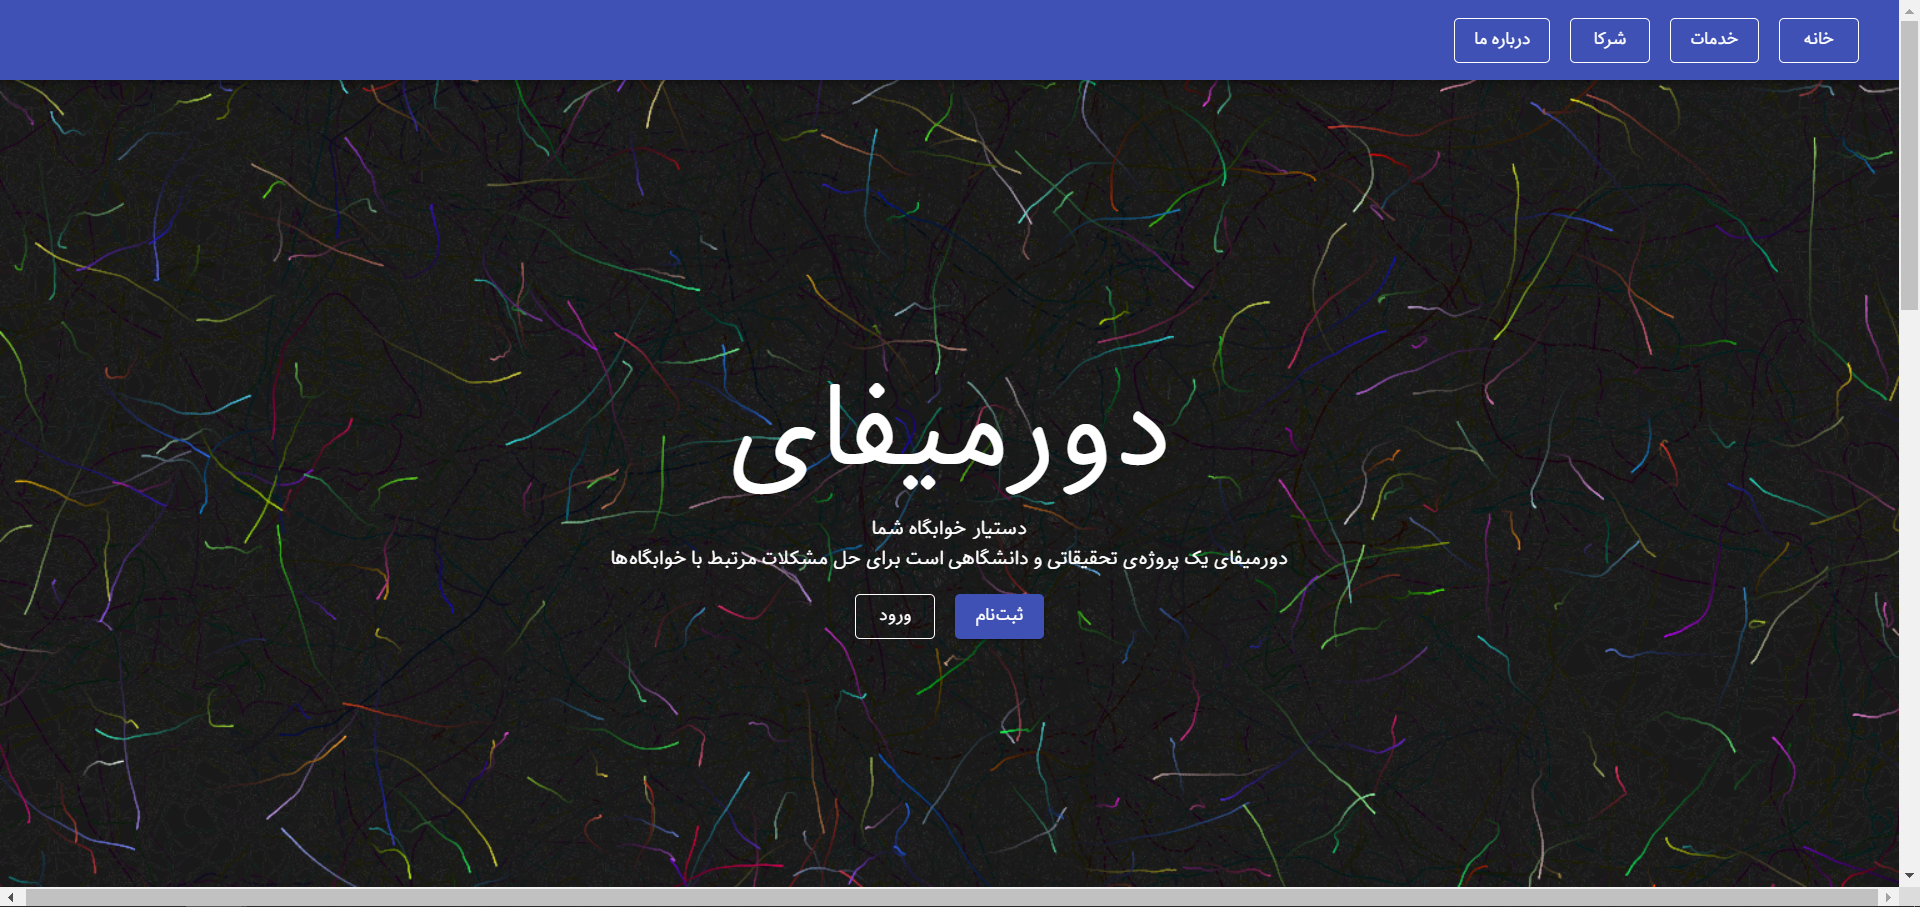 خانه
خدمات
شرکا
درباره ما
دورمیفای
دستیار خوابگاه شما
دورمیفای یک پروژه‌ی تحقیقاتی و دانشگاهی است برای حل مشکلات مرتبط با خوابگاه‌ها
ثبت‌نام
ورود